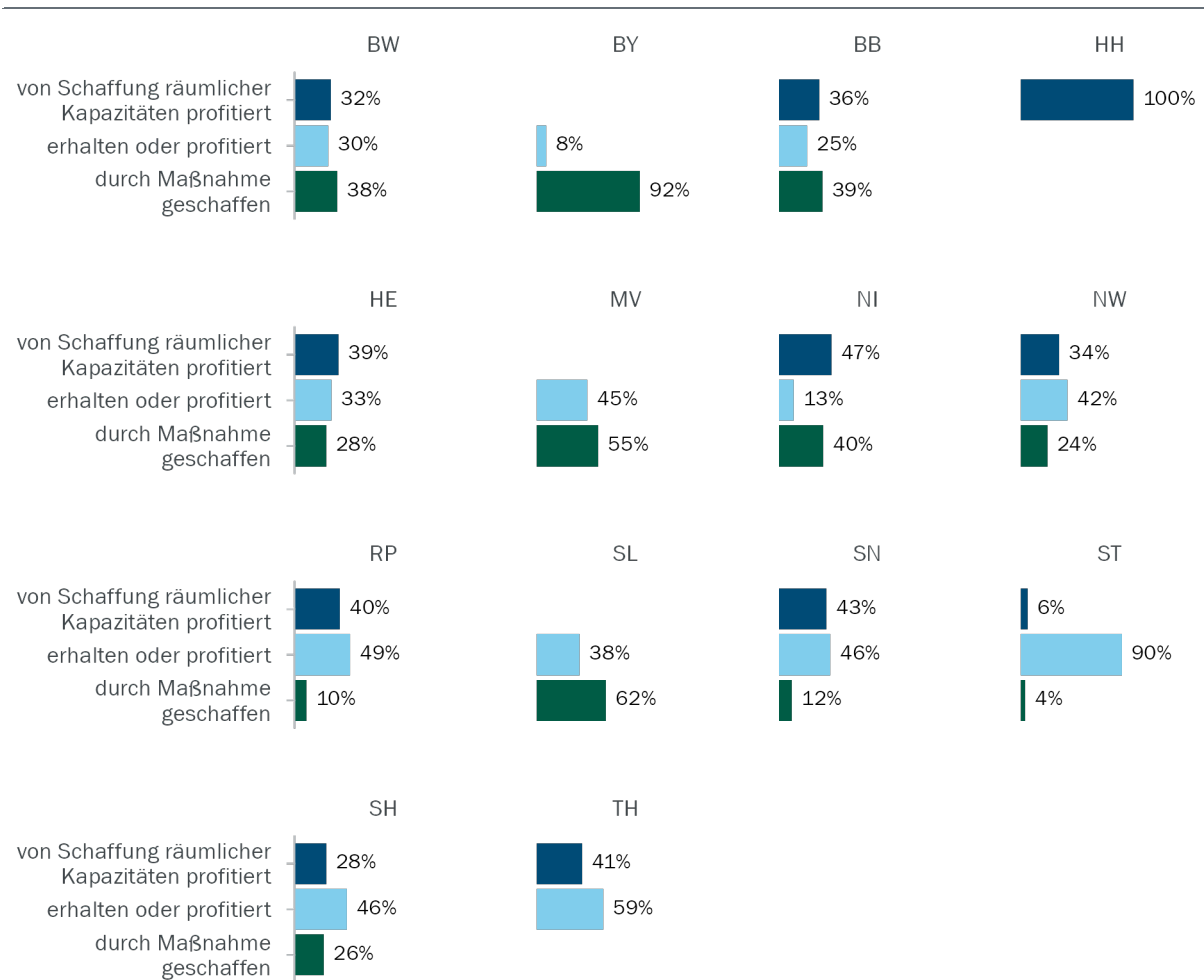 BW BY BB HH
von Schaffung räumlicher
Kapazitäten profitiert
32% 36% 100%
erhalten oder profitiert 30% 8% 25%
durch Maßnahme
geschaffen
38% 92% 39%
HE MV NI NW
von Schaffung räumlicher
Kapazitäten profitiert
39% 47% 34%
erhalten oder profitiert 33% 45% 13% 42%
durch Maßnahme
geschaffen
28% 55% 40% 24%
RP SL SN ST
von Schaffung räumlicher
Kapazitäten profitiert
40% 43% 6%
erhalten oder profitiert 49% 38% 46% 90%
durch Maßnahme
geschaffen
10% 62% 12% 4%
SH TH
von Schaffung räumlicher
Kapazitäten profitiert
28% 41%
erhalten oder profitiert 46% 59%
durch Maßnahme
geschaffen
26%